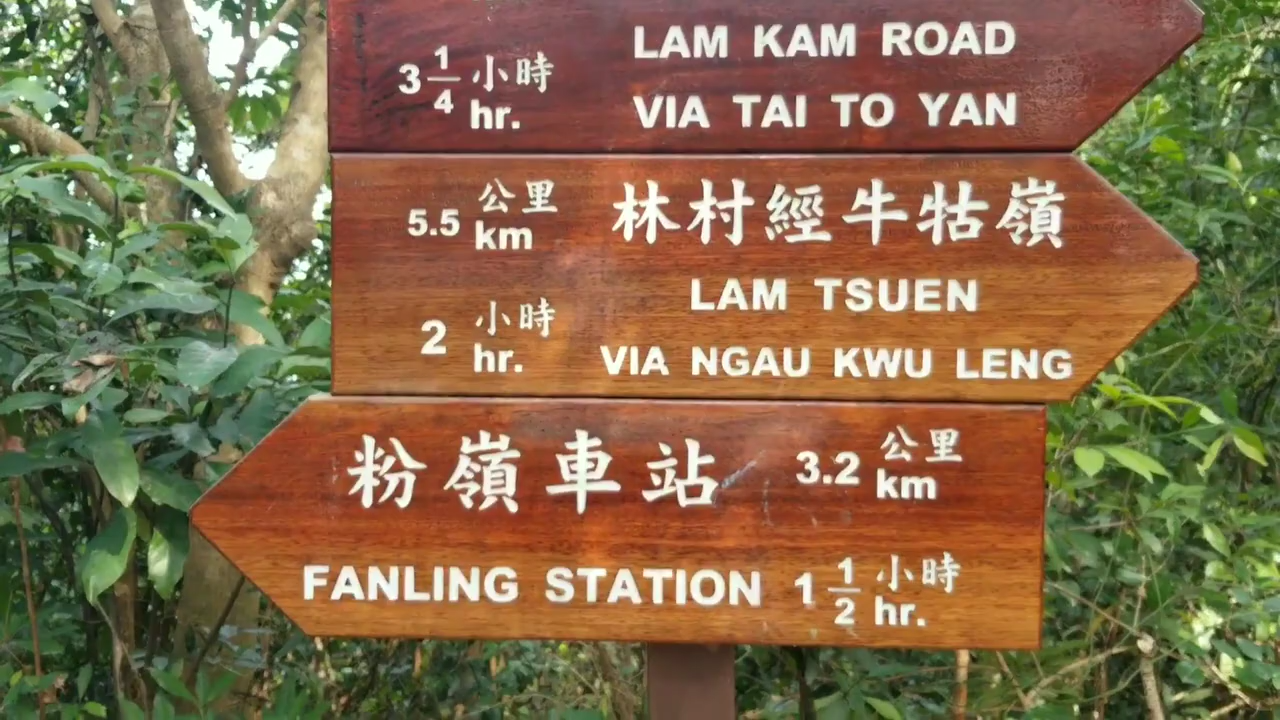 3 1/4 小時
hr.
LAM KAM ROAD
VIA TAI TO YAN
5.5 公里
km
林村經牛牯嶺
LAM TSUEN
2 小時
hr.
VIA NGAU KWU LENG
粉嶺車站
3.2 公里
km
FANLING STATION
1 1/2 小時
hr.